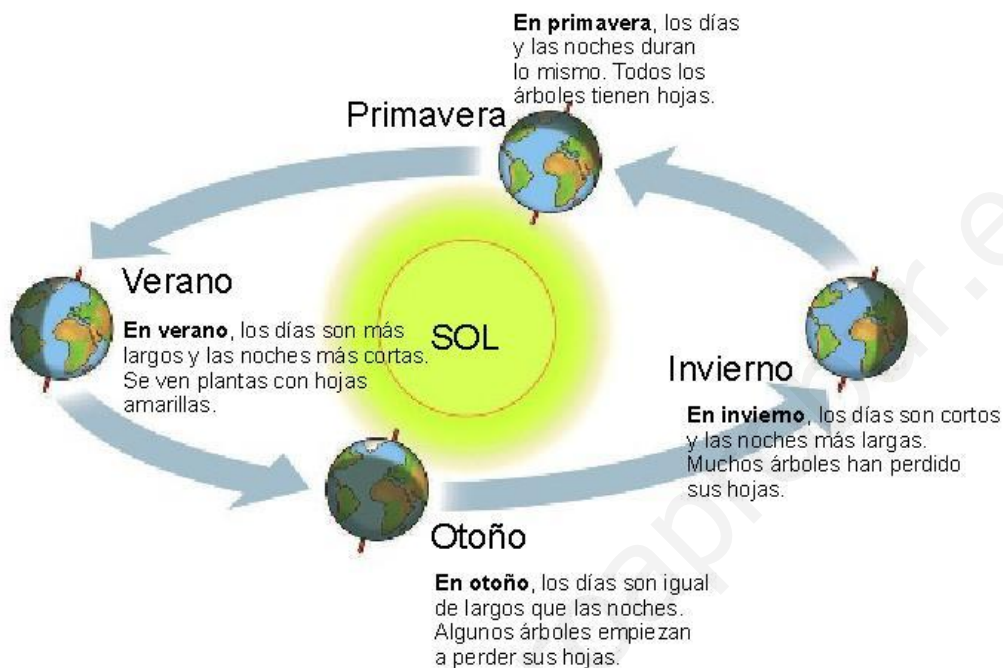 En primavera, los días
y las noches duran
lo mismo. Todos los
árboles tienen hojas.
Primavera
Verano
En verano, los días son más
largos y las noches más cortas.
Se ven plantas con hojas
amarillas.
SOL
Invierno
En invierno, los días son cortos
y las noches más largas.
Muchos árboles han perdido
sus hojas.
Otoño
En otoño, los días son igual
de largos que las noches.
Algunos árboles empiezan
a perder sus hojas.